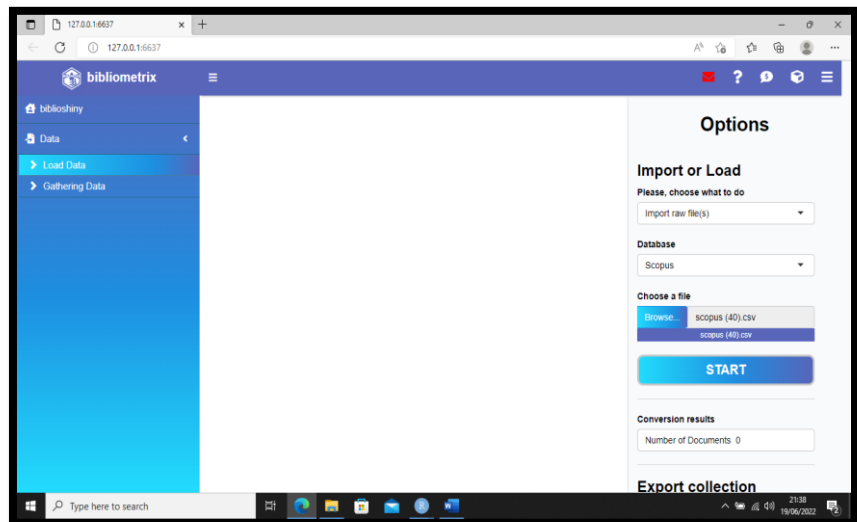 127.0.0.1:6637
127.0.0.1:6637
bibliometrix
biblioshiny
Data
Load Data
Gathering Data
Options
Import or Load
Please, choose what to do
Import raw file(s)
Database
Scopus
Choose a file
Browse... scopus (40).csv
scopus (40).csv
START
Conversion results
Number of Documents 0
Export collection
Type here to search
21:38
19/06/2022